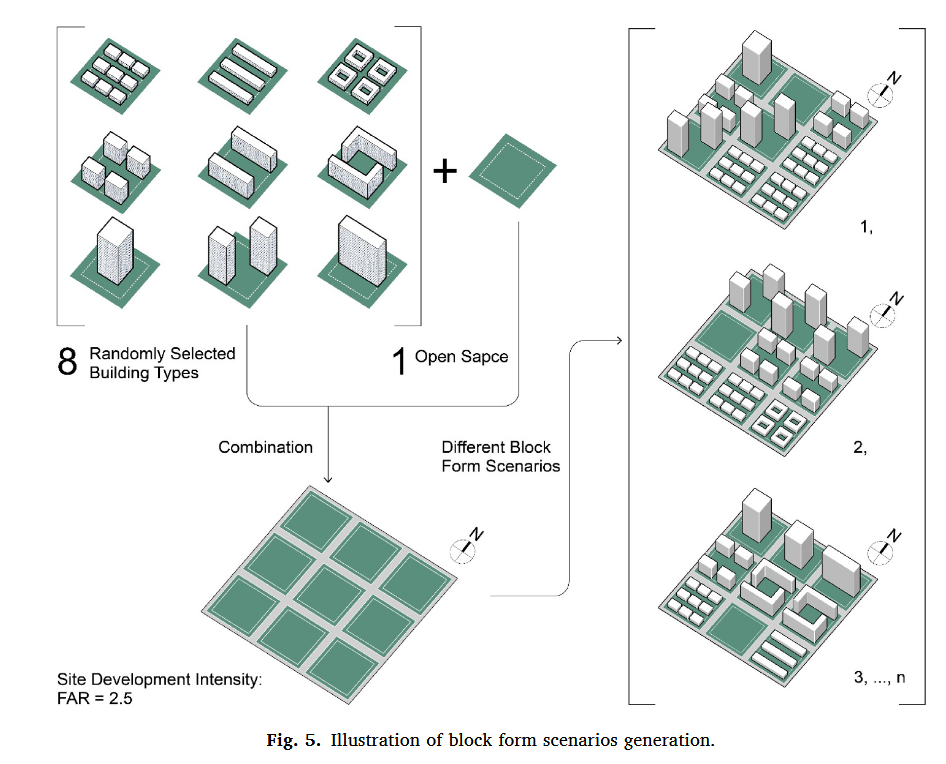 N
1,
+
8 Randomly Selected
Building Types
1 Open Sapce
N
2,
Combination
Different Block
Form Scenarios
N
N
3, ..., n
Site Development Intensity:
FAR = 2.5
Fig. 5. Illustration of block form scenarios generation.